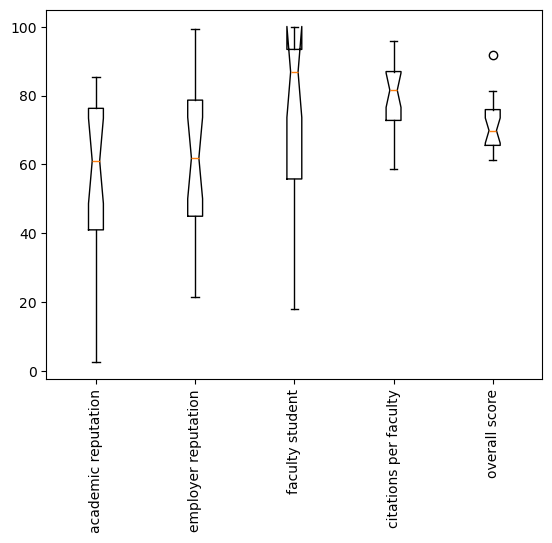 100
80
60
40
20
0
academic reputation
employer reputation
faculty student
citations per faculty
overall score